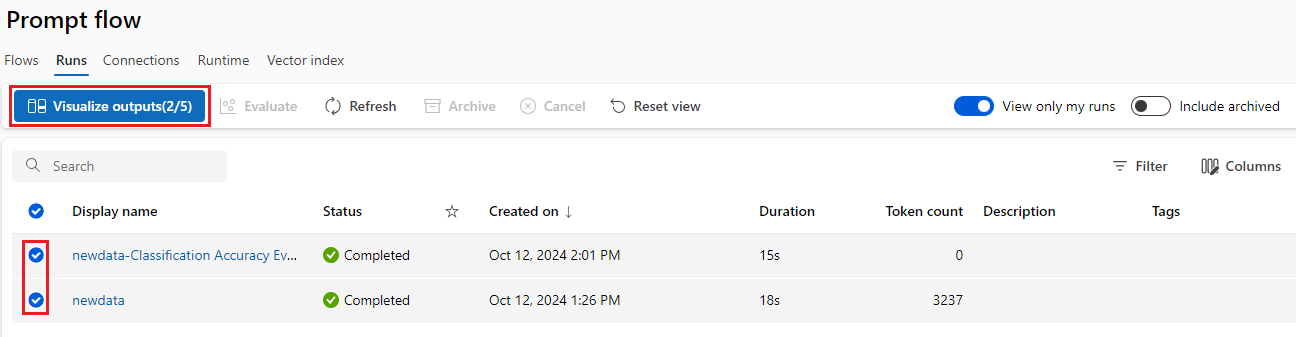 Prompt flow
Flows Runs Connections Runtime Vector index
Visualize outputs(2/5) Evaluate Refresh Archive Cancel Reset view View only my runs Include archived
Search Filter Columns
Display name Status Created on ↓ Duration Token count Description Tags
newdata-Classification Accuracy Ev... Completed Oct 12, 2024 2:01 PM 15s 0
newdata Completed Oct 12, 2024 1:26 PM 18s 3237